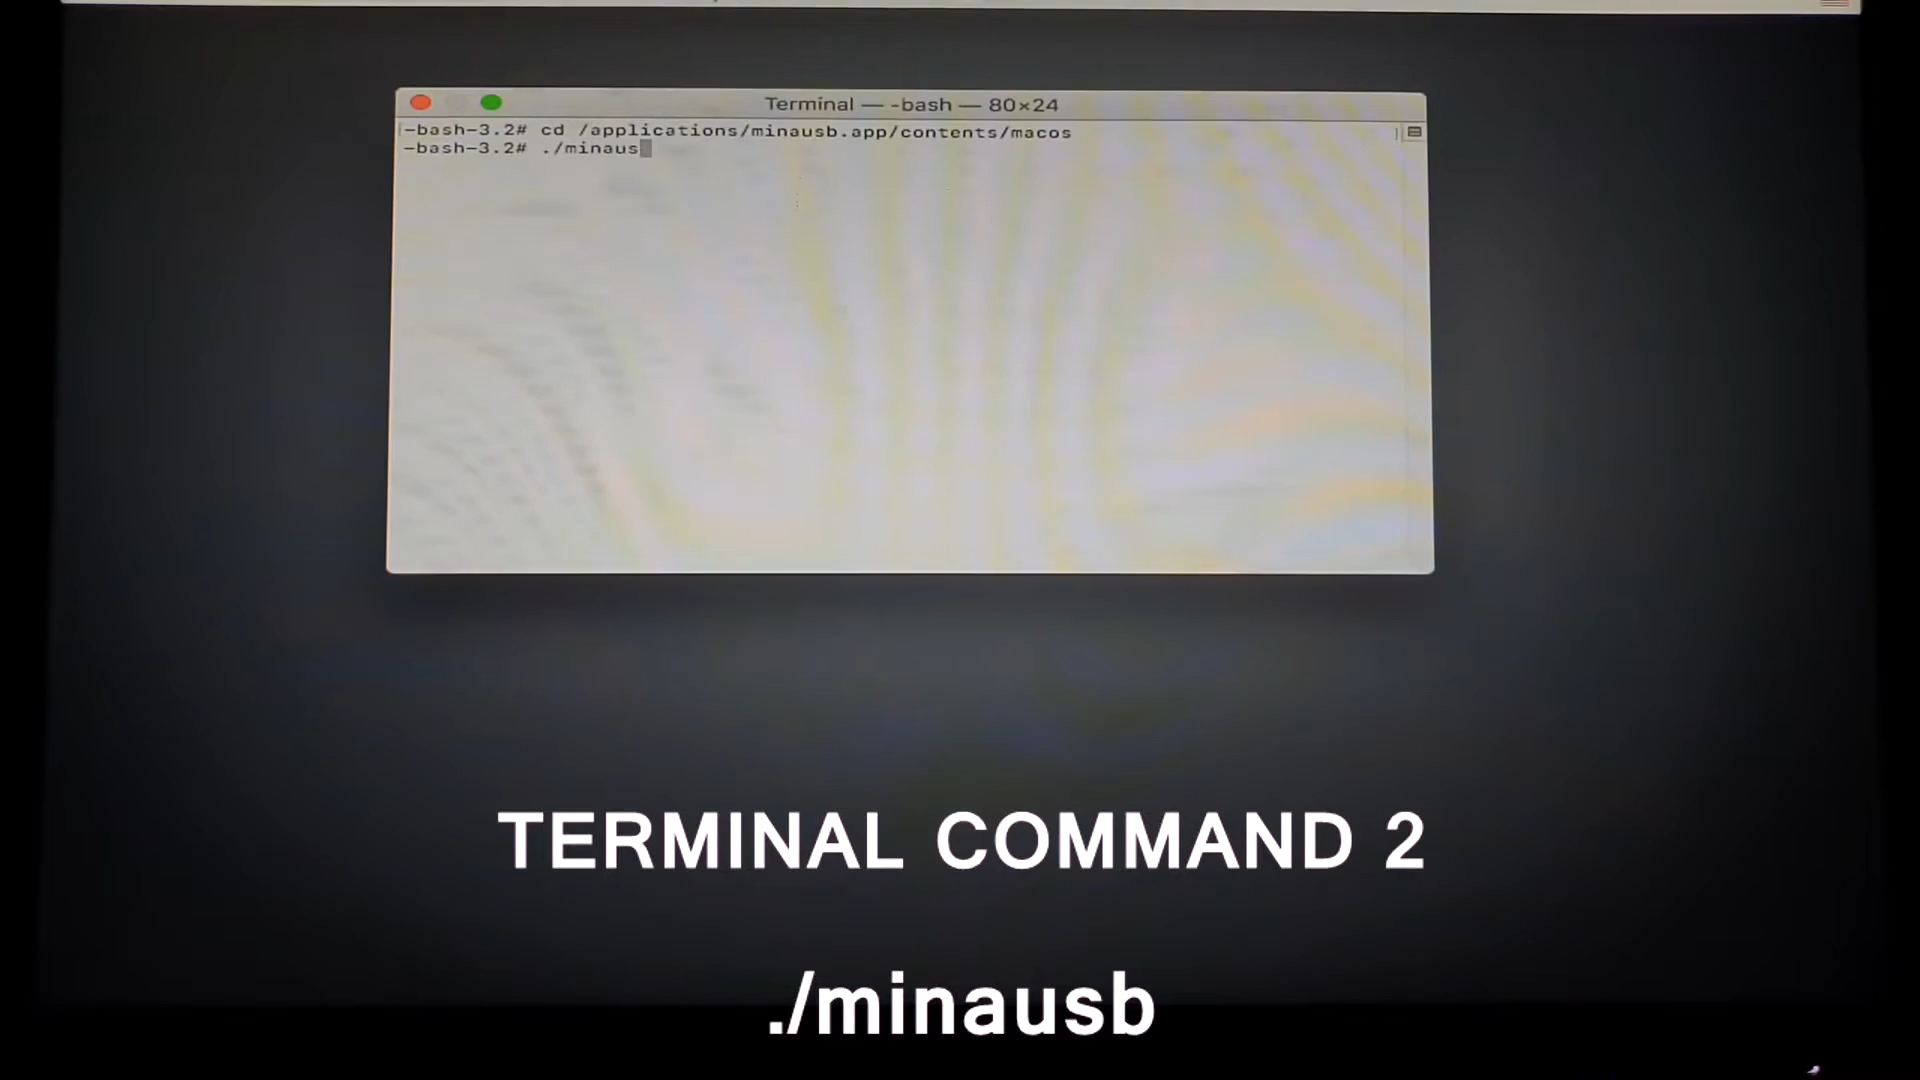 Terminal — -bash — 80×24
-bash-3.2# cd /applications/minausb.app/contents/macos
-bash-3.2# ./minaus
TERMINAL COMMAND 2
./minausb